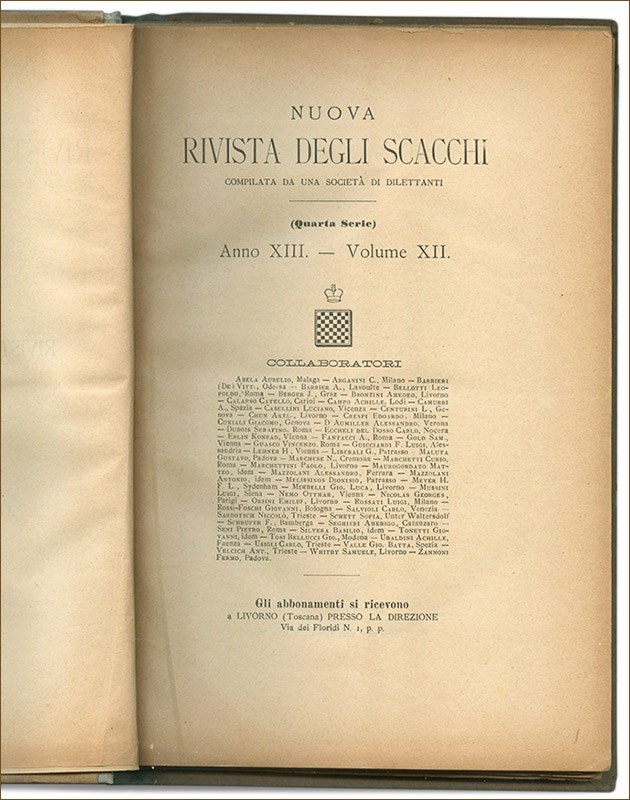 NUOVA
RIVISTA DEGLI SCACCHI
COMPILATA DA UNA SOCIETÀ DI DILETTANTI
(Quarta Serie)
Anno XIII. — Volume XII.
COLLABORATORI
ABELA AURELIO, Malaga — ARGANINI C., Milano — BARBIERI
(DE) VITT., Odessa — BARBIER A., Levoulte — BELLOTTI LEO-
POLDO, Roma — BERGER J., Graz — BRONZINI AMEDEO, Livorno
— CALAPSO CATELLO, Carini — CAMPO ACHILLE, Lodi — CAMURRI
A., Spezia — CASELLINI LUCIANO, Vicenza — CENTURINI L., Ge-
nova — CHUN AXEL, Livorno — CRESPI EDOARDO, Milano —
CUNIALI GIACOMO, Genova — D'AUMILLER ALESSANDRO, Verona
— DUBOIS SERAFINO, Roma — ECCHELI DEL DOSSO CARLO, Nocera
— ERLIN KONRAD, Vienna — FANTACCI A., Roma — GOLD SAM.,
Vienna — GUASCO VINCENZO, Roma — GUICCIARDI F. LUIGI, Ales-
sandria — LEHNER H., Vienna — LIBERALI G., Patrasso — MALUTA
GUSTAVO, Padova — MARCHESE N., Cremona — MARCHETTI CURIO,
Roma — MARCHETTINI PAOLO, Livorno — MAUROCORDATO MAT-
TEO, idem — MAZZOLANI ALESSANDRO, Ferrara — MAZZOLANI
ANTONIO, idem — MELISSINOS DIONISIO, Patrasso — MEYER H.
F. L., Sydenham — MIMBELLI GIO. LUCA, Livorno — MUSSINI
LUIGI, Siena — NEMO OTTMAR, Vienna — NICOLAS GEORGES,
Parigi — ORSINI EMILIO, Livorno — ROSSATI LUIGI, Milano —
ROSSI-FOSCHI GIOVANNI, Bologna — SALVIOLI CARLO, Venezia —
SARDOTSCH NICCOLÒ, Trieste — SCHETT SOFIA, Unter Waltersdorf
— SCHRÜFER F., Bamberga — SEGHIERI AMERIGO, Catanzaro —
SENI PIETRO, Roma — SILVERA BASILIO, idem — TONETTI GIO-
VANNI, idem — TOSI BELLUCCI GIO., Modena — UBALDINI ACHILLE,
Faenza — USIGLI CARLO, Trieste — VALLE GIO. BATTA, Spezia —
VELCICH ANT., Trieste — WHITBY SAMUELE, Livorno — ZANNONI
FERMO, Padova.
Gli abbonamenti si ricevono
a LIVORNO (Toscana) PRESSO LA DIREZIONE
Via dei Floridi N. 1, p. p.
1